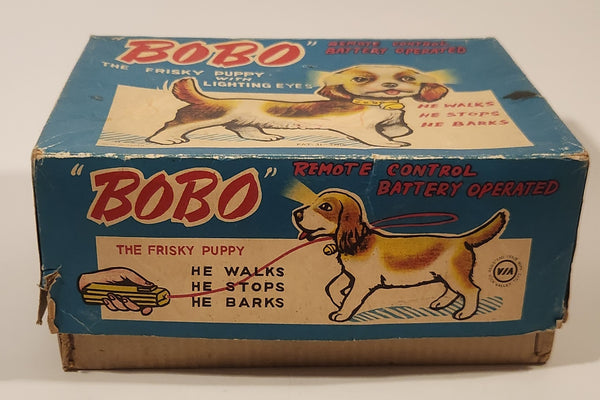 "BOBO"
REMOTE CONTROL
BATTERY OPERATED
THE FRISKY PUPPY
WITH
LIGHTING EYES
HE WALKS
HE STOPS
HE BARKS
"BOBO"
REMOTE CONTROL
BATTERY OPERATED
THE FRISKY PUPPY
HE WALKS
HE STOPS
HE BARKS